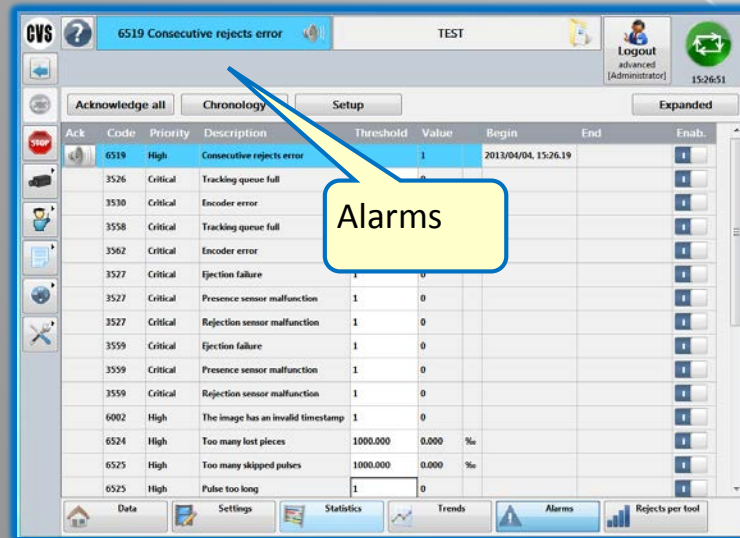 CVS ? 6519 Consecutive rejects error TEST
Logout
advanced
[Administrator] 15:26:51
Acknowledge all Chronology Setup Expanded
Ack Code Priority Description Threshold Value Begin End Enab.
6519 High Consecutive rejects error 1 2013/04/04, 15.26.19
3526 Critical Tracking queue full 0
3530 Critical Encoder error
3558 Critical Tracking queue full
3562 Critical Encoder error
3527 Critical Ejection failure 1 0
3527 Critical Presence sensor malfunction 1 0
3527 Critical Rejection sensor malfunction 1 0
3559 Critical Ejection failure 1 0
3559 Critical Presence sensor malfunction 1 0
3559 Critical Rejection sensor malfunction 1 0
6002 High The image has an invalid timestamp 1 0
6524 High Too many lost pieces 1000.000 0.000 ‰
6525 High Too many skipped pulses 1000.000 0.000 ‰
6525 High Pulse too long 1 0
STOP
Alarms
Data Settings Statistics Trends Alarms Rejects per tool